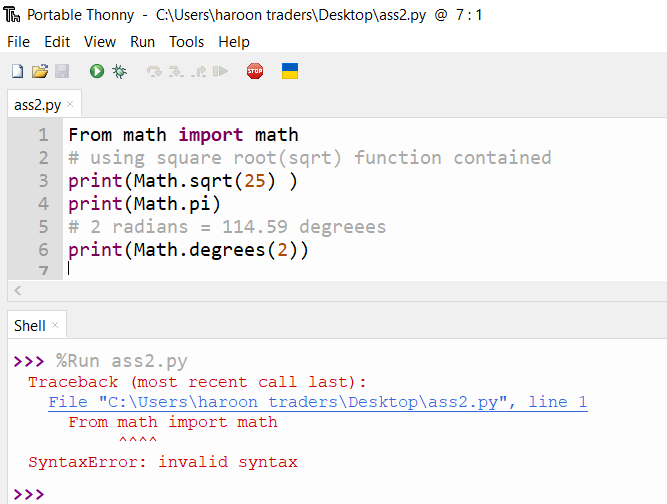 Portable Thonny - C:\Users\haroon traders\Desktop\ass2.py @ 7 : 1
File Edit View Run Tools Help
STOP
ass2.py ×
1 From math import math
2 # using square root(sqrt) function contained
3 print(Math.sqrt(25) )
4 print(Math.pi)
5 # 2 radians = 114.59 degreees
6 print(Math.degrees(2))
7
Shell ×
>>> %Run ass2.py
Traceback (most recent call last):
File "C:\Users\haroon traders\Desktop\ass2.py", line 1
From math import math
^^^^
SyntaxError: invalid syntax
>>>